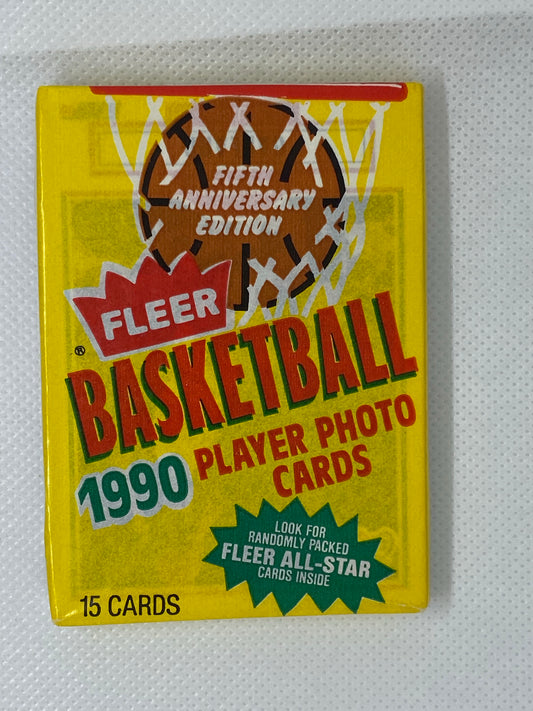 FIFTH
ANNIVERSARY
EDITION
FLEER
®
BASKETBALL
1990 PLAYER PHOTO
CARDS
LOOK FOR
RANDOMLY PACKED
FLEER ALL-STAR
CARDS INSIDE
15 CARDS